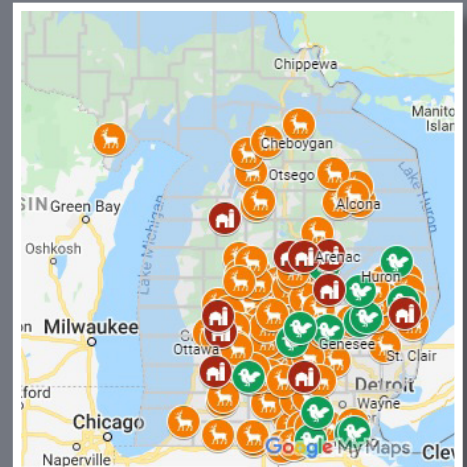 Chippewa
Manito
Islan
Cheboygan
Otsego
Alcona
SIN
Green Bay
Oshkosh
Lake Michigan
Lake Huron
Arenac
Huron
Milwaukee
Ottawa
Genesee
St. Clair
Detroit
Wayne
ford
Chicago
Naperville
Google My Maps
Clev